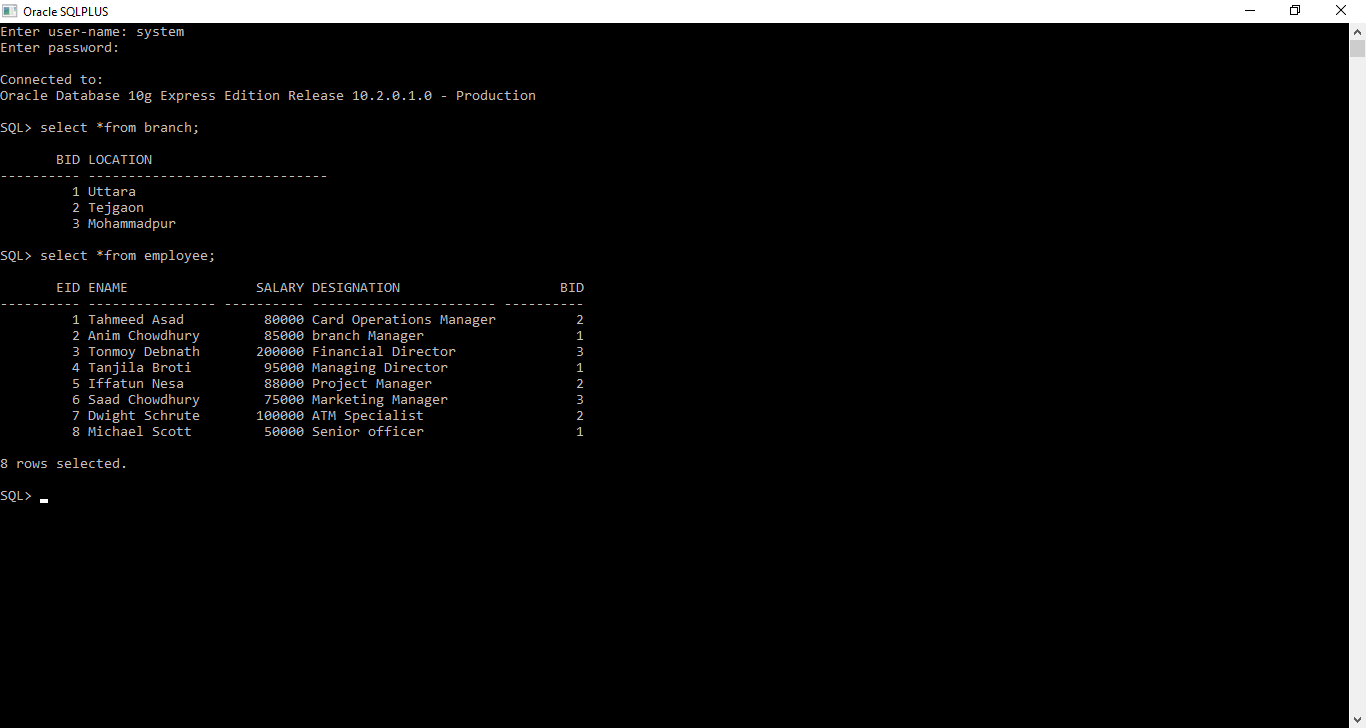 Oracle SQLPLUS
Enter user-name: system
Enter password:
Connected to:
Oracle Database 10g Express Edition Release 10.2.0.1.0 - Production
SQL> select *from branch;
       BID LOCATION
---------- ------------------------------
         1 Uttara
         2 Tejgaon
         3 Mohammadpur
SQL> select *from employee;
       EID ENAME                SALARY DESIGNATION                    BID
---------- ---------------- ---------- ----------------------- ----------
         1 Tahmeed Asad          80000 Card Operations Manager          2
         2 Anim Chowdhury        85000 branch Manager                   1
         3 Tonmoy Debnath       200000 Financial Director               3
         4 Tanjila Broti         95000 Managing Director                1
         5 Iffatun Nesa          88000 Project Manager                  2
         6 Saad Chowdhury        75000 Marketing Manager                3
         7 Dwight Schrute       100000 ATM Specialist                   2
         8 Michael Scott         50000 Senior officer                   1
8 rows selected.
SQL>